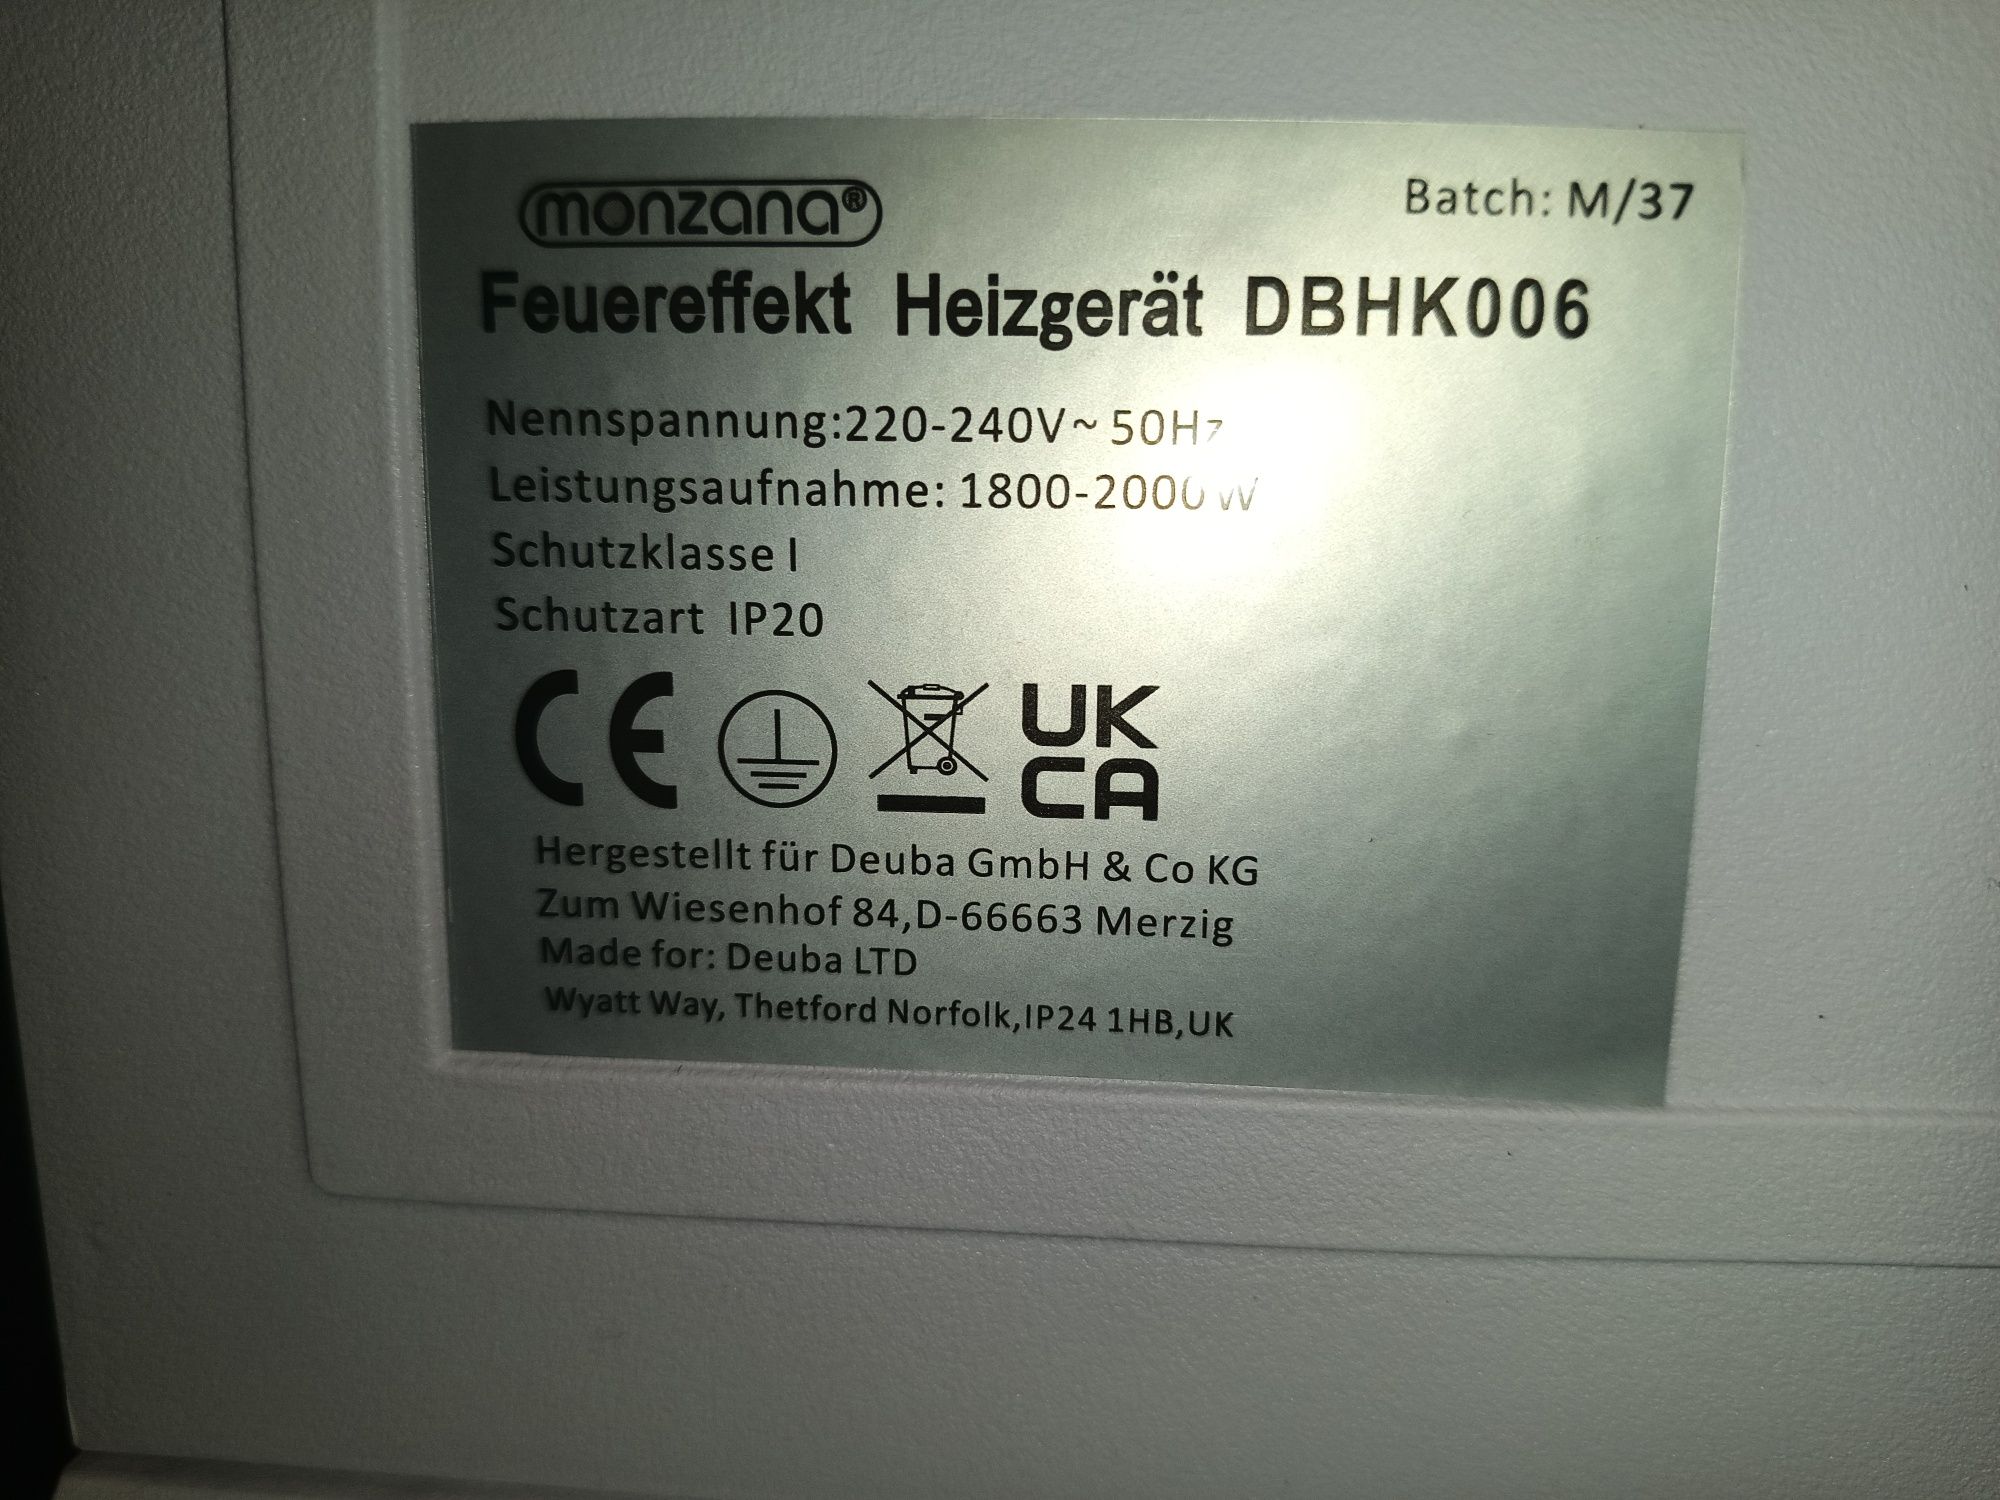 monzana®
Batch: M/37
Feuereffekt Heizgerät DBHK006
Nennspannung:220-240V~ 50Hz
Leistungsaufnahme: 1800-2000W
Schutzklasse I
Schutzart IP20
CE
UK
CA
Hergestellt für Deuba GmbH & Co KG
Zum Wiesenhof 84,D-66663 Merzig
Made for: Deuba LTD
Wyatt Way, Thetford Norfolk,IP24 1HB,UK